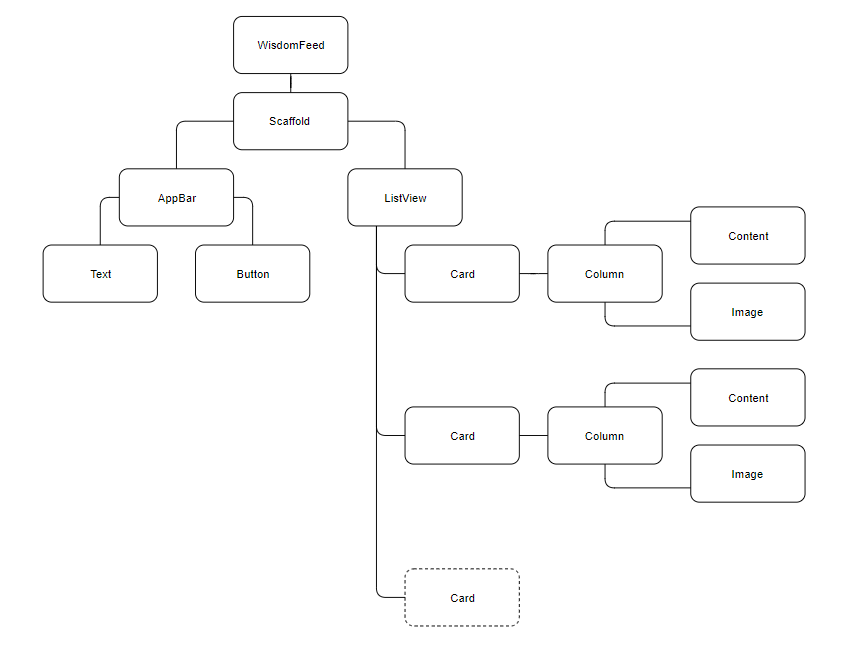 WisdomFeed
Scaffold
AppBar
ListView
Text
Button
Card
Column
Content
Image
Card
Column
Content
Image
Card